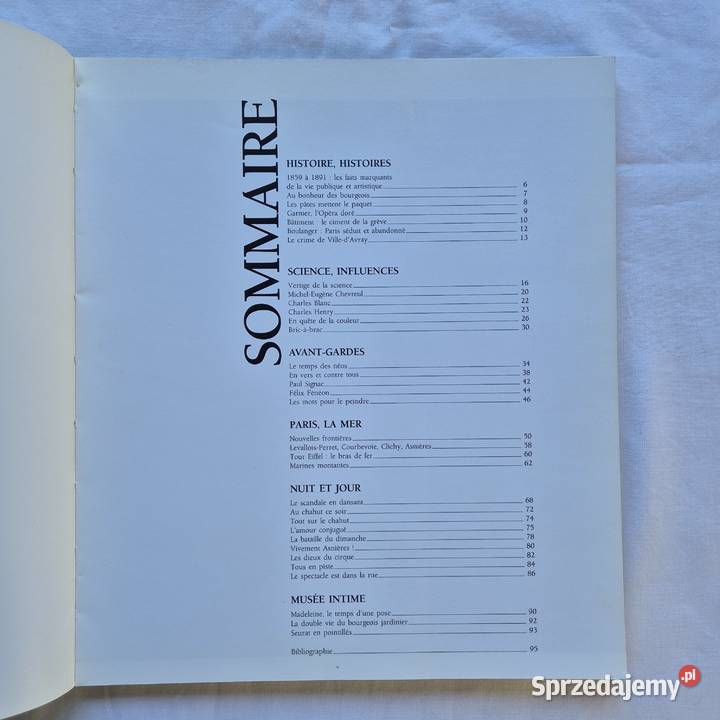 SOMMAIRE
HISTOIRE, HISTOIRES
1859 à 1891 : les faits marquants
de la vie publique et artistique 6
Au bonheur des bourgeois 7
Les pâtes mettent le paquet 8
Garnier, l'Opéra doré 9
Bâtiment : le ciment de la grève 10
Boulanger : Paris séduit et abandonné 12
Le crime de Ville-d'Avray 13
SCIENCE, INFLUENCES
Vertige de la science 16
Michel-Eugène Chevreul 20
Charles Blanc 22
Charles Henry 23
En quête de la couleur 26
Bric-à-brac 30
AVANT-GARDES
Le temps des néos 34
En vers et contre tous 38
Paul Signac 42
Félix Fénéon 44
Les mots pour le peindre 46
PARIS, LA MER
Nouvelles frontières 50
Levallois-Perret, Courbevoie, Clichy, Asnières 58
Tour Eiffel : le bras de fer 60
Marines montantes 62
NUIT ET JOUR
Le scandale en dansant 68
Au chahut ce soir 72
Tout sur le chahut 74
L'amour conjugué 75
La bataille du dimanche 78
Vivement Asnières ! 80
Les dieux du cirque 82
Tous en piste 84
Le spectacle est dans la rue 86
MUSÉE INTIME
Madeleine, le temps d'une pose 90
La double vie du bourgeois jardinier 92
Seurat en pointillés 93
Bibliographie 95
Sprzedajemy.pl